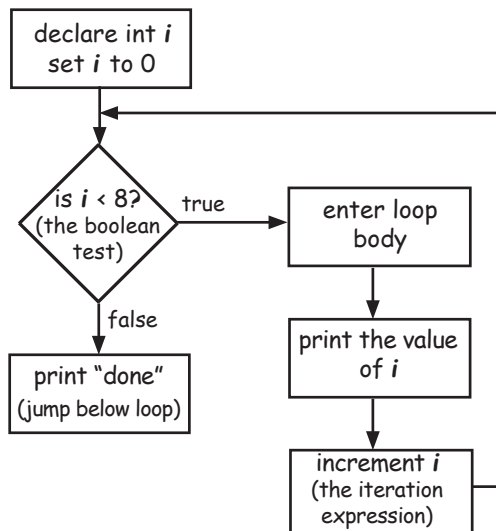 declare int i
set i to 0
is i < 8?
(the boolean
test)
true
enter loop
body
false
print the value
of i
print “done”
(jump below loop)
increment i
(the iteration
expression)